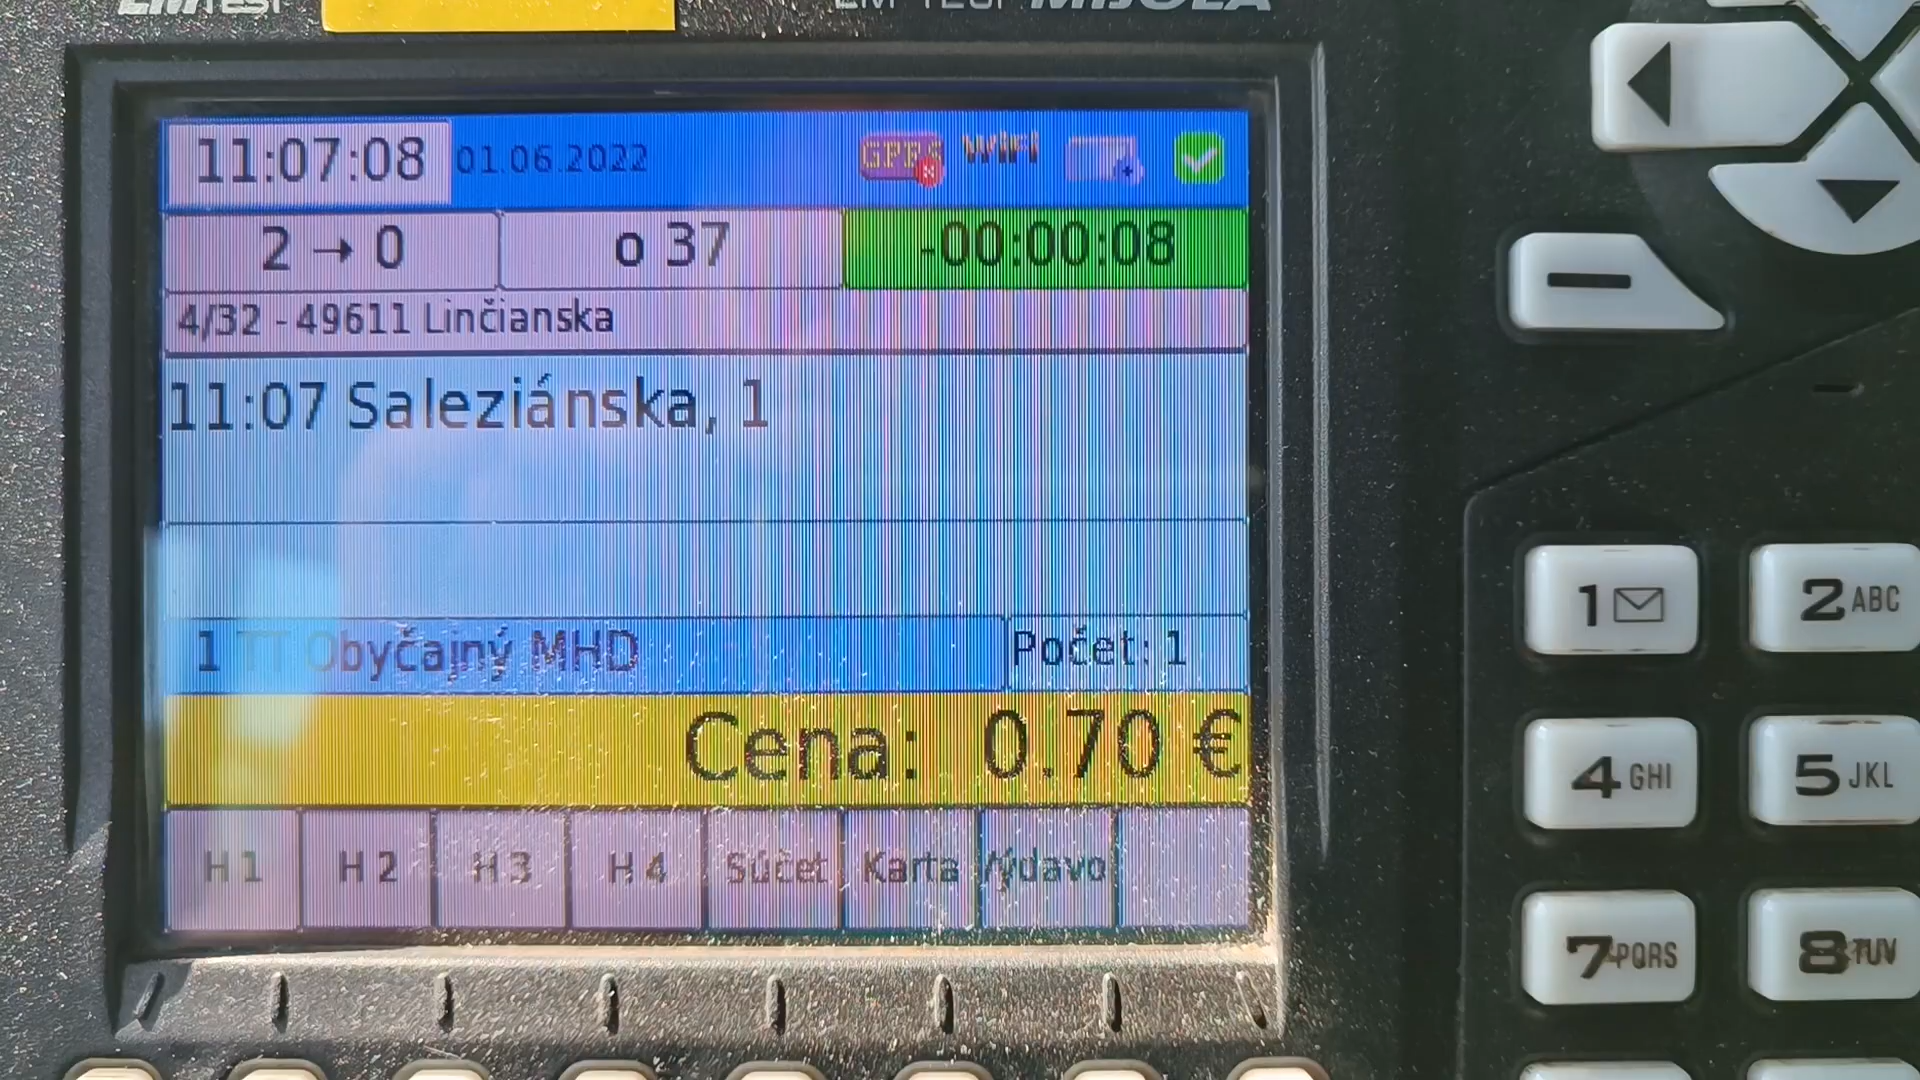 11:07:08 01.06.2022 GPRS WiFi
2 → 0 o 37 -00:00:08
4/32 - 49611 Linčianska
11:07 Saleziánska, 1
1 TT Obyčajný MHD Počet: 1
Cena: 0.70 €
H 1 H 2 H 3 H 4 Súčet Karta Výdavo
1 2 ABC
4 GHI 5 JKL
7 PQRS 8 TUV